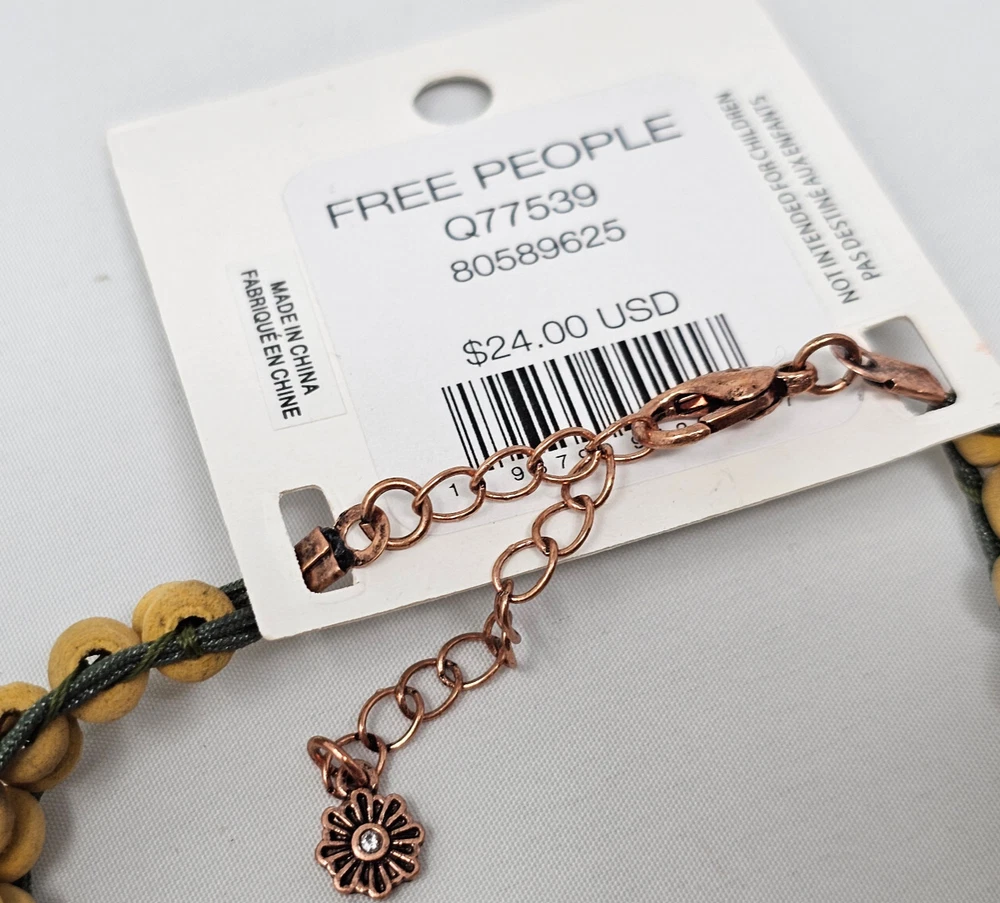 FREE PEOPLE
Q77539
80589625
$24.00 USD
MADE IN CHINA
FABRIQUÉ EN CHINE
NOT INTENDED FOR CHILDREN
PAS DESTINÉ AUX ENFANTS